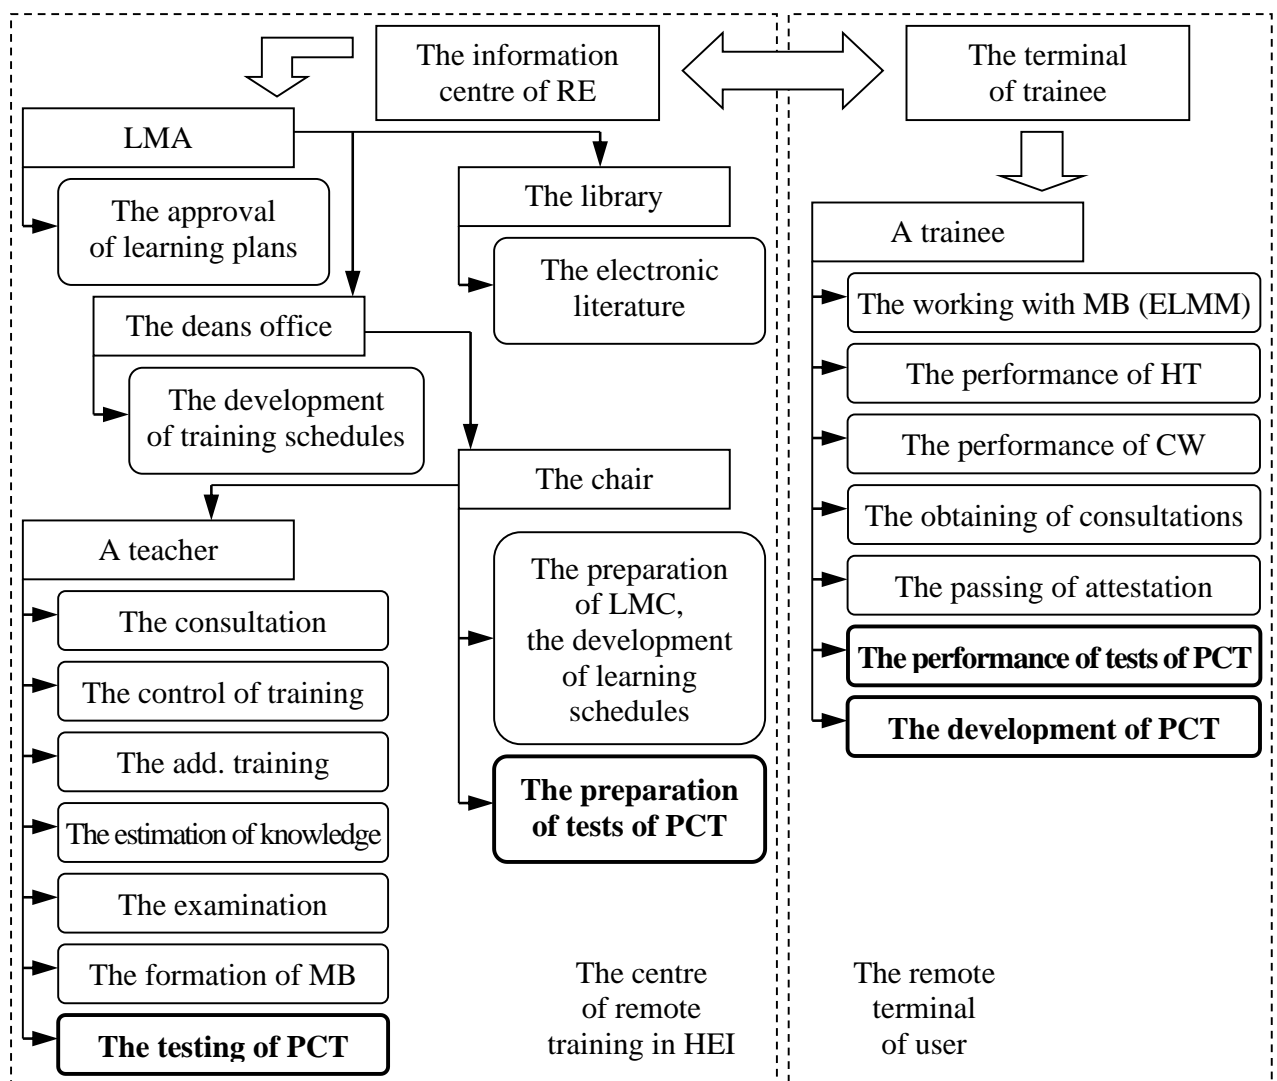 The information
centre of RE
The terminal
of trainee
LMA
The approval
of learning plans
The library
The electronic
literature
The deans office
The development
of training schedules
The chair
The preparation
of LMC,
the development
of learning
schedules
The preparation
of tests of PCT
A teacher
The consultation
The control of training
The add. training
The estimation of knowledge
The examination
The formation of MB
The testing of PCT
The centre
of remote
training in HEI
A trainee
The working with MB (ELMM)
The performance of HT
The performance of CW
The obtaining of consultations
The passing of attestation
The performance of tests of PCT
The development of PCT
The remote
terminal
of user